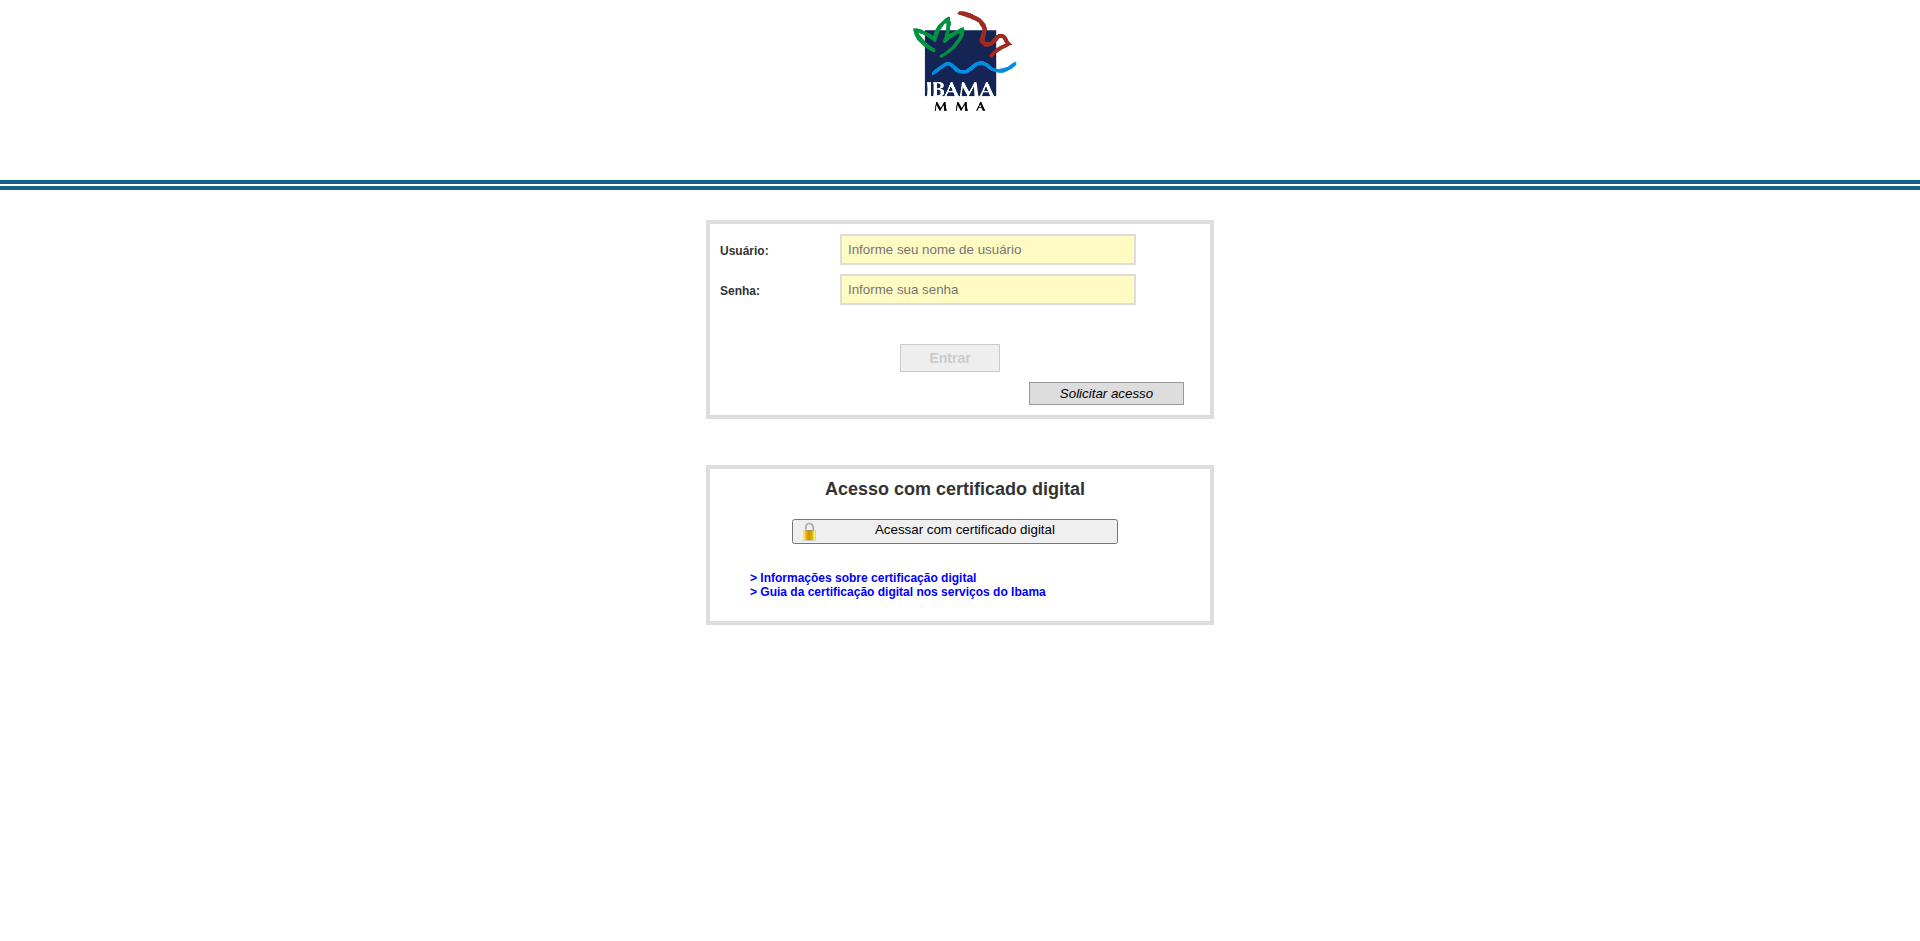 IBAMA
M M A
Usuário: Informe seu nome de usuário
Senha: Informe sua senha
Entrar
Solicitar acesso
Acesso com certificado digital
Acessar com certificado digital
> Informações sobre certificação digital
> Guia da certificação digital nos serviços do Ibama